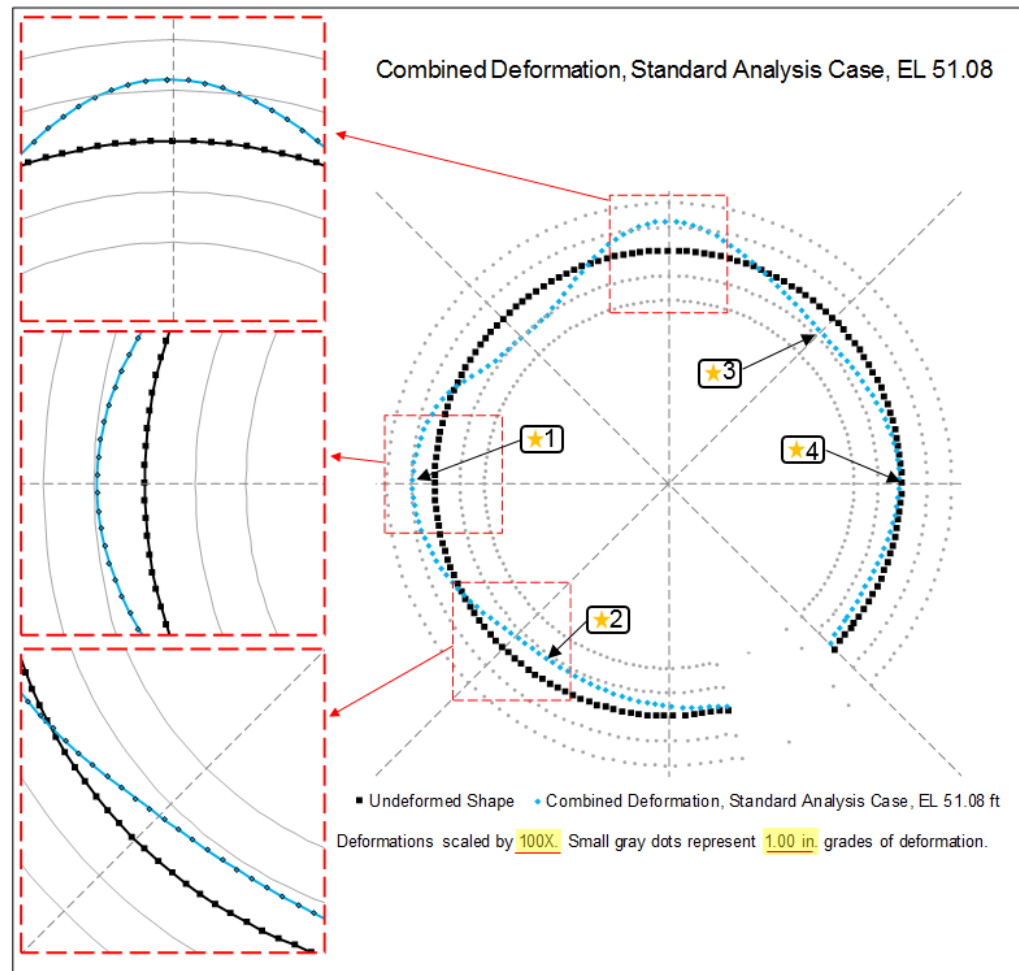 Combined Deformation, Standard Analysis Case, EL 51.08
3
1
4
2
Undeformed Shape Combined Deformation, Standard Analysis Case, EL 51.08 ft
Deformations scaled by 100X. Small gray dots represent 1.00 in. grades of deformation.